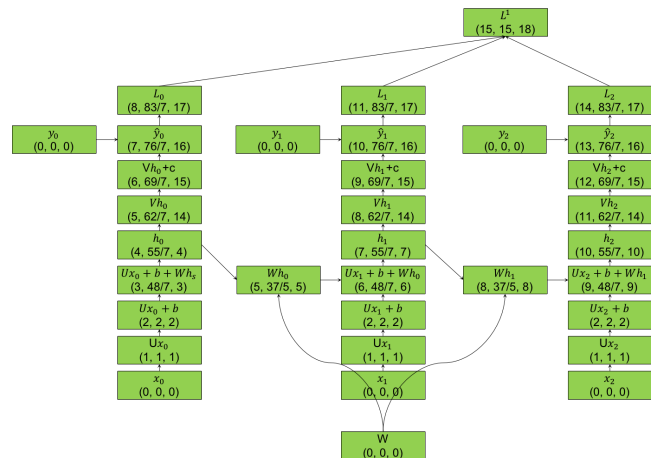 L¹
(15, 15, 18)
L₀
(8, 83/7, 17)
L₁
(11, 83/7, 17)
L₂
(14, 83/7, 17)
y₀
(0, 0, 0)
ŷ₀
(7, 76/7, 16)
y₁
(0, 0, 0)
ŷ₁
(10, 76/7, 16)
y₂
(0, 0, 0)
ŷ₂
(13, 76/7, 16)
Vh₀+c
(6, 69/7, 15)
Vh₁+c
(9, 69/7, 15)
Vh₂+c
(12, 69/7, 15)
Vh₀
(5, 62/7, 14)
Vh₁
(8, 62/7, 14)
Vh₂
(11, 62/7, 14)
h₀
(4, 55/7, 4)
h₁
(7, 55/7, 7)
h₂
(10, 55/7, 10)
Ux₀ + b + Whₛ
(3, 48/7, 3)
Wh₀
(5, 37/5, 5)
Ux₁ + b + Wh₀
(6, 48/7, 6)
Wh₁
(8, 37/5, 8)
Ux₂ + b + Wh₁
(9, 48/7, 9)
Ux₀ + b
(2, 2, 2)
Ux₁ + b
(2, 2, 2)
Ux₂ + b
(2, 2, 2)
Ux₀
(1, 1, 1)
Ux₁
(1, 1, 1)
Ux₂
(1, 1, 1)
x₀
(0, 0, 0)
x₁
(0, 0, 0)
x₂
(0, 0, 0)
W
(0, 0, 0)